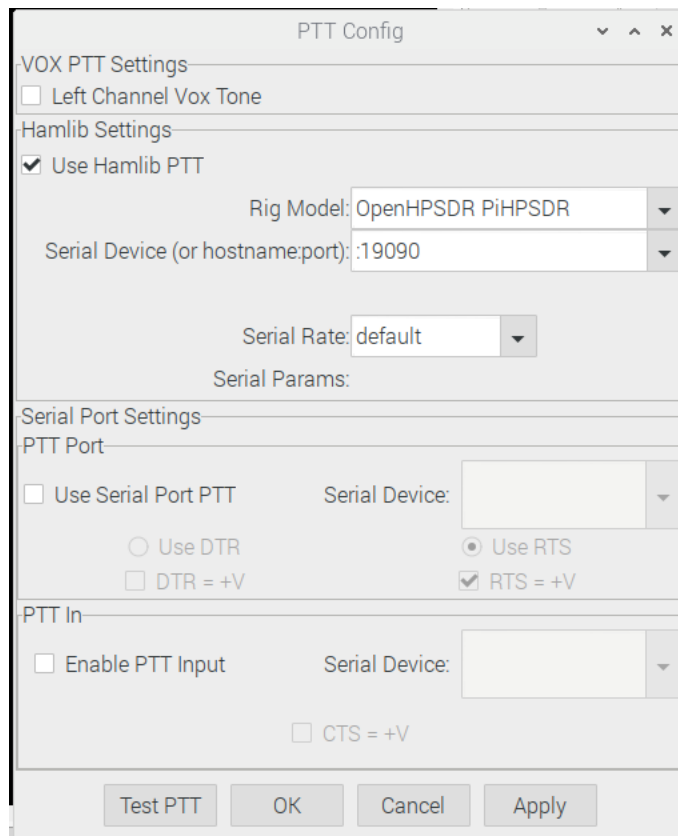 PTT Config
VOX PTT Settings
Left Channel Vox Tone
Hamlib Settings
Use Hamlib PTT
Rig Model: OpenHPSDR PiHPSDR
Serial Device (or hostname:port): :19090
Serial Rate: default
Serial Params:
Serial Port Settings
PTT Port
Use Serial Port PTT Serial Device:
Use DTR Use RTS
DTR = +V RTS = +V
PTT In
Enable PTT Input Serial Device:
CTS = +V
Test PTT OK Cancel Apply